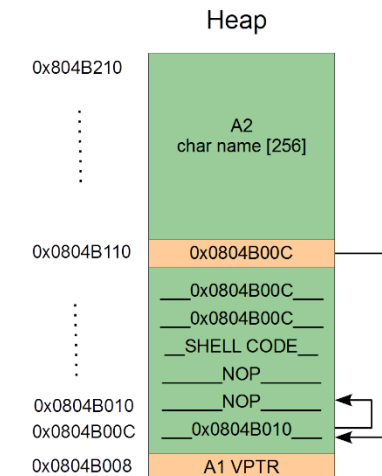 Heap
0x804B210
A2
char name [256]
0x0804B110 0x0804B00C
___0x0804B00C___
___0x0804B00C___
__SHELL CODE__
______NOP______
0x0804B010 ______NOP______
0x0804B00C ___0x0804B010___
0x0804B008 A1 VPTR